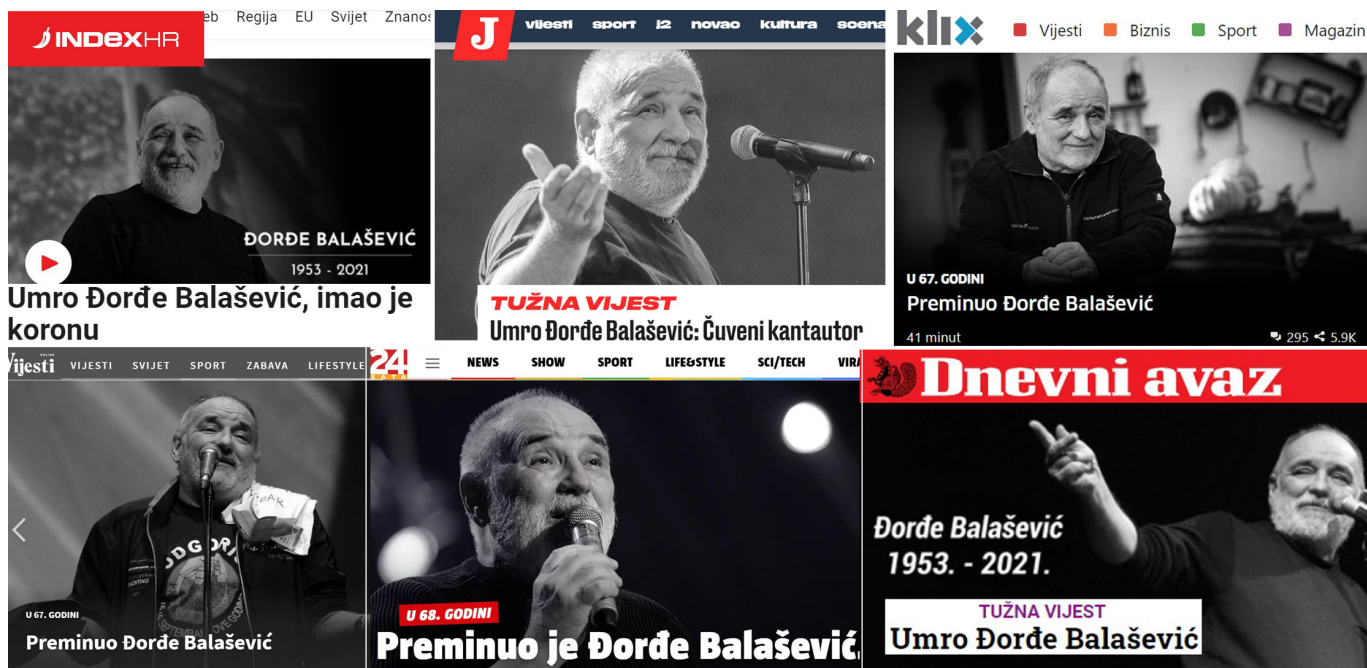 INDEXHR
Regija EU Svijet
ĐORĐE BALAŠEVIĆ
1953 - 2021
Umro Đorđe Balašević, imao je
koronu
J vijesti sport j2 novac kultura scena
TUŽNA VIJEST
Umro Đorđe Balašević: Čuveni kantautor
klix Vijesti Biznis Sport Magazin
U 67. GODINI
Preminuo Đorđe Balašević
41 minut 295 5.9K
Vijesti VIJESTI SVIJET SPORT ZABAVA LIFESTYLE
U 67. GODINI
Preminuo Đorđe Balašević
24
SATA
NEWS SHOW SPORT LIFE&STYLE SCI/TECH
U 68. GODINI
Preminuo je Đorđe Balašević
Dnevni avaz
Đorđe Balašević
1953. - 2021.
TUŽNA VIJEST
Umro Đorđe Balašević